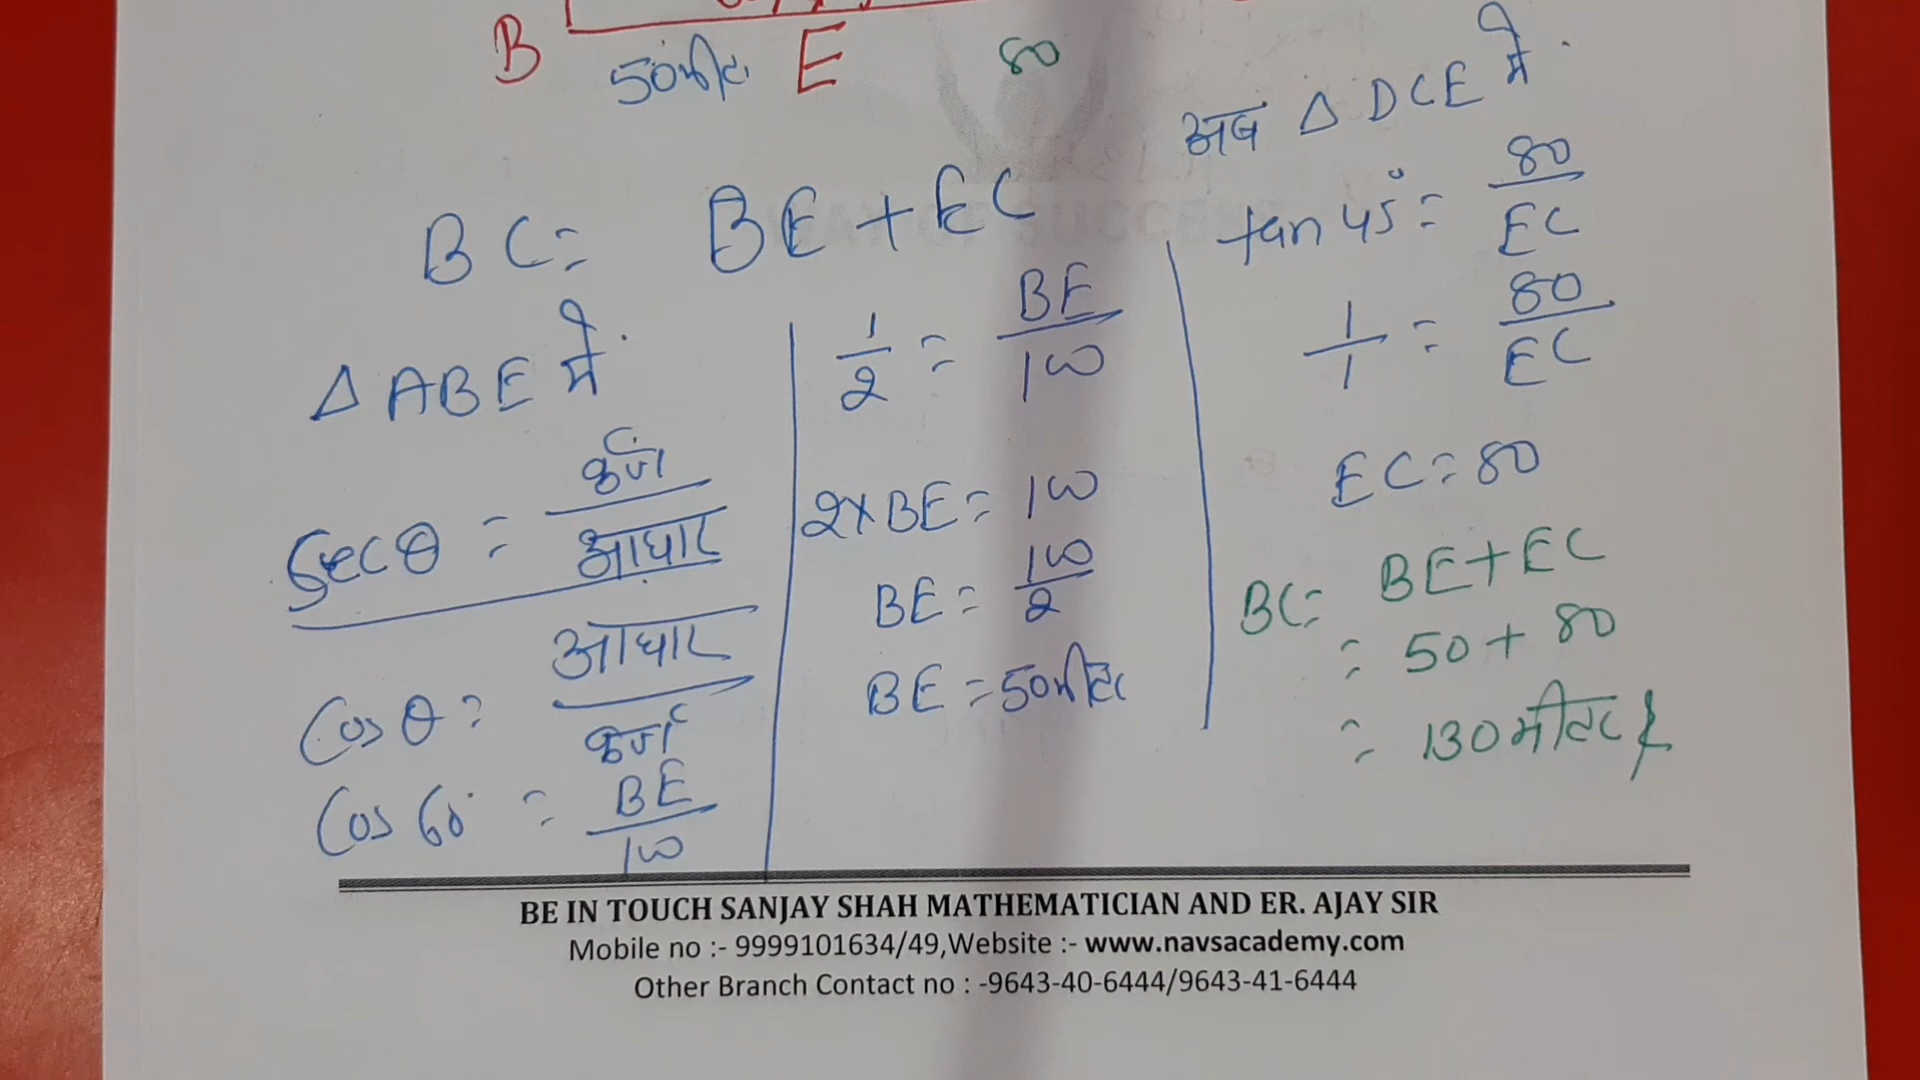 B 50मीटर E 80
BC = BE + EC
Δ ABE में
secθ = कर्ण / आधार
cosθ = आधार / कर्ण
cos 60° = BE / 100
1/2 = BE / 100
2 x BE = 100
BE = 100 / 2
BE = 50मीटर
अब Δ DCE में
tan 45° = 80 / EC
1/1 = 80 / EC
EC = 80
BC = BE + EC
= 50 + 80
= 130मीटर
BE IN TOUCH SANJAY SHAH MATHEMATICIAN AND ER. AJAY SIR
Mobile no :- 9999101634/49,Website :- www.navsacademy.com
Other Branch Contact no : -9643-40-6444/9643-41-6444